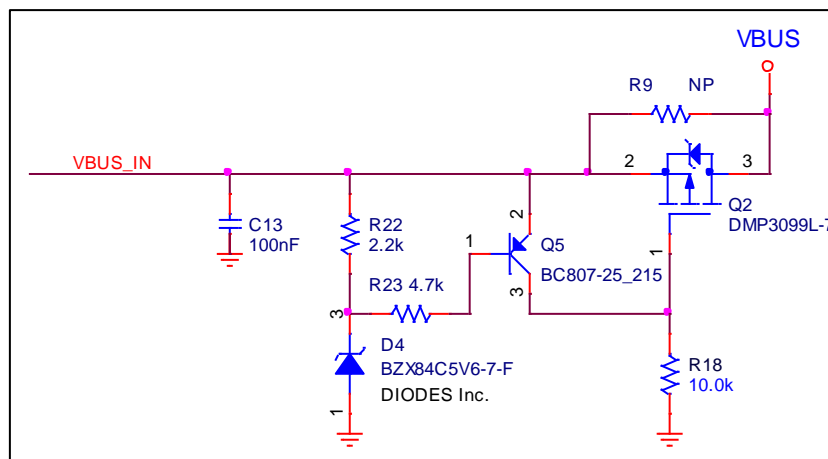 VBUS
R9 NP
VBUS_IN
2 3
Q2
DMP3099L-7
C13
100nF
R22
2.2k
2
1
Q5
BC807-25_215
3
1
R23 4.7k
3
D4
BZX84C5V6-7-F
DIODES Inc.
1
R18
10.0k